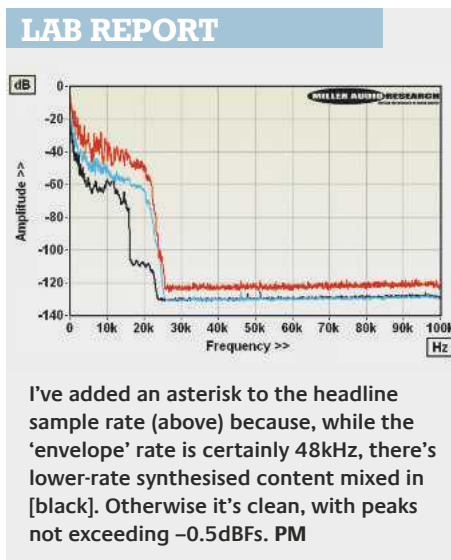 LAB REPORT
dB
MILLER AUDIO RESEARCH
0
-20
-40
-60
-80
-100
-120
-140
Amplitude >>
0 10k 20k 30k 40k 50k 60k 70k 80k 90k 100k
Frequency >>
Hz
I've added an asterisk to the headline
sample rate (above) because, while the
‘envelope’ rate is certainly 48kHz, there's
lower-rate synthesised content mixed in
[black]. Otherwise it's clean, with peaks
not exceeding –0.5dBFs. PM